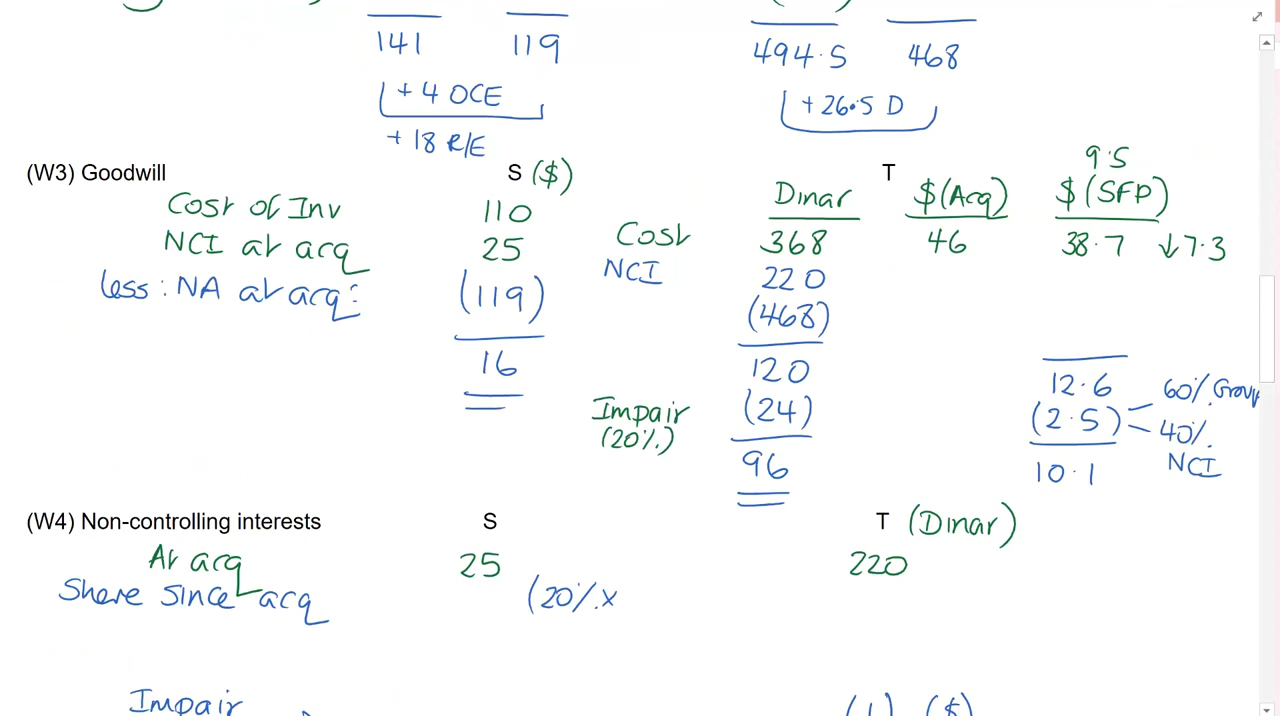 141 119 494.5 468
+ 4 OCE + 26.5 D
+ 18 R/E
9.5
(W3) Goodwill S ($) T
Dinar $(Acq) $(SFP)
Cost of Inv 110 Cost 368 46 38.7 ↓7.3
NCI at acq 25 NCI 220
less: NA at acq: (119) (468)
16 120 12.6 60% Group
Impair (24) (2.5) 40%
(20%) NCI
96 10.1
(W4) Non-controlling interests S T (Dinar)
At acq 25 220
Share since acq (20% x
Impair ($)